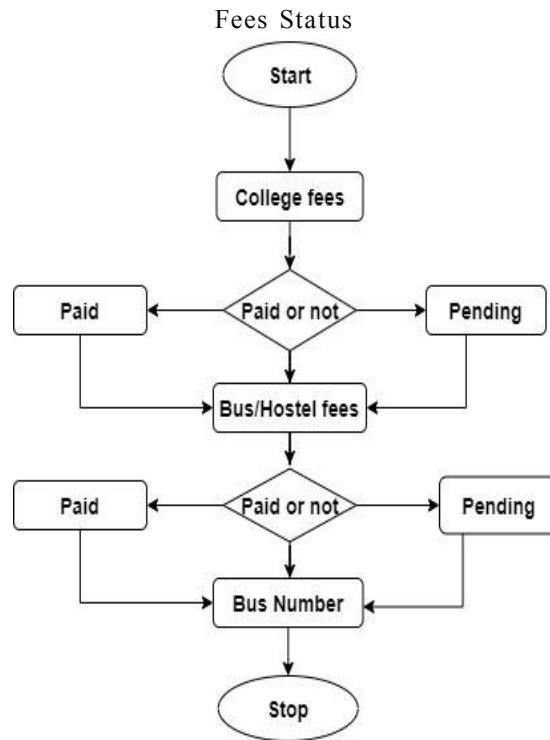 Fees Status
Start
College fees
Paid
Paid or not
Pending
Bus/Hostel fees
Paid
Paid or not
Pending
Bus Number
Stop